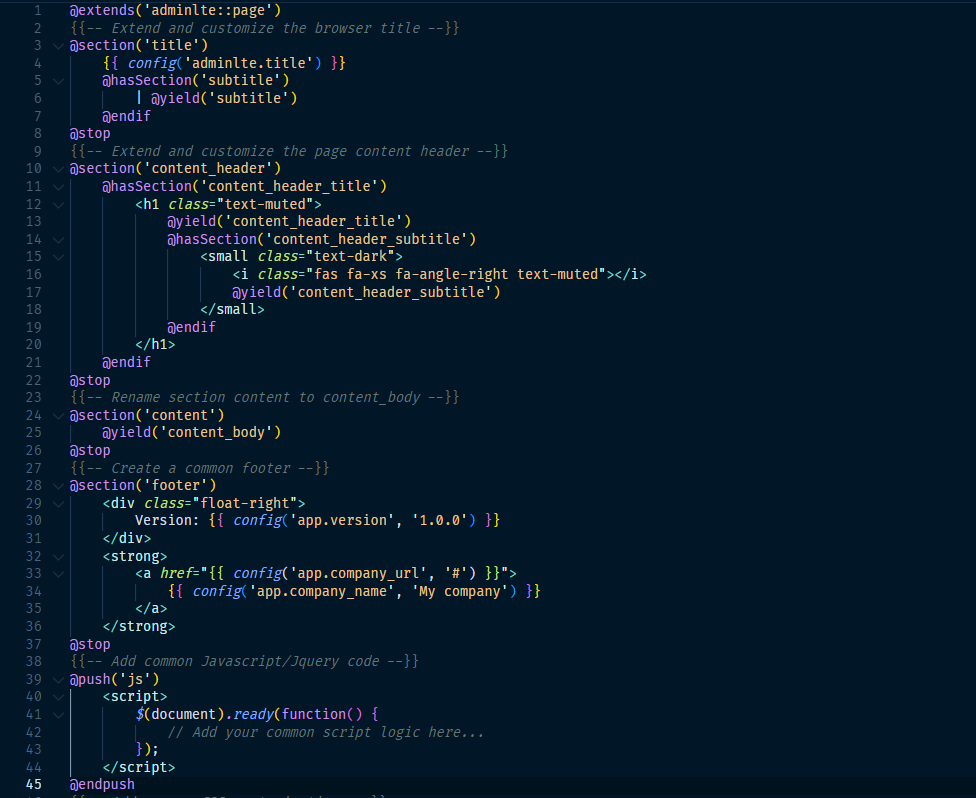 1 @extends('adminlte::page')
2 {{-- Extend and customize the browser title --}}
3 @section('title')
4     {{ config('adminlte.title') }}
5     @hasSection('subtitle')
6         | @yield('subtitle')
7     @endif
8 @stop
9 {{-- Extend and customize the page content header --}}
10 @section('content_header')
11     @hasSection('content_header_title')
12         <h1 class="text-muted">
13             @yield('content_header_title')
14             @hasSection('content_header_subtitle')
15                 <small class="text-dark">
16                     <i class="fas fa-xs fa-angle-right text-muted"></i>
17                     @yield('content_header_subtitle')
18                 </small>
19             @endif
20         </h1>
21     @endif
22 @stop
23 {{-- Rename section content to content_body --}}
24 @section('content')
25     @yield('content_body')
26 @stop
27 {{-- Create a common footer --}}
28 @section('footer')
29     <div class="float-right">
30         Version: {{ config('app.version', '1.0.0') }}
31     </div>
32     <strong>
33         <a href="{{ config('app.company_url', '#') }}">
34             {{ config('app.company_name', 'My company') }}
35         </a>
36     </strong>
37 @stop
38 {{-- Add common Javascript/Jquery code --}}
39 @push('js')
40     <script>
41         $(document).ready(function() {
42             // Add your common script logic here...
43         });
44     </script>
45 @endpush